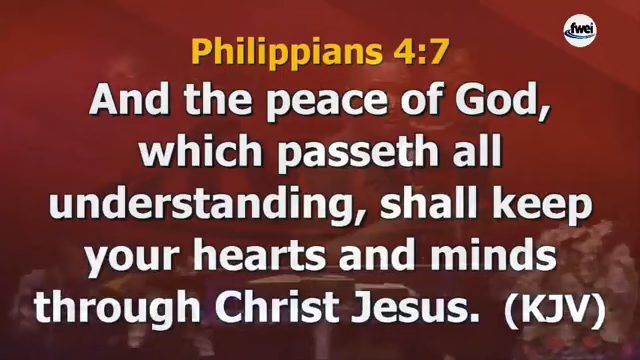 fwei
Philippians 4:7
And the peace of God,
which passeth all
understanding, shall keep
your hearts and minds
through Christ Jesus. (KJV)